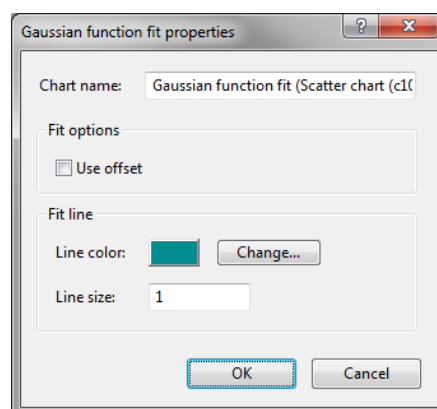 Gaussian function fit properties
?
Chart name: Gaussian function fit (Scatter chart (c10
Fit options
Use offset
Fit line
Line color: Change...
Line size: 1
OK Cancel